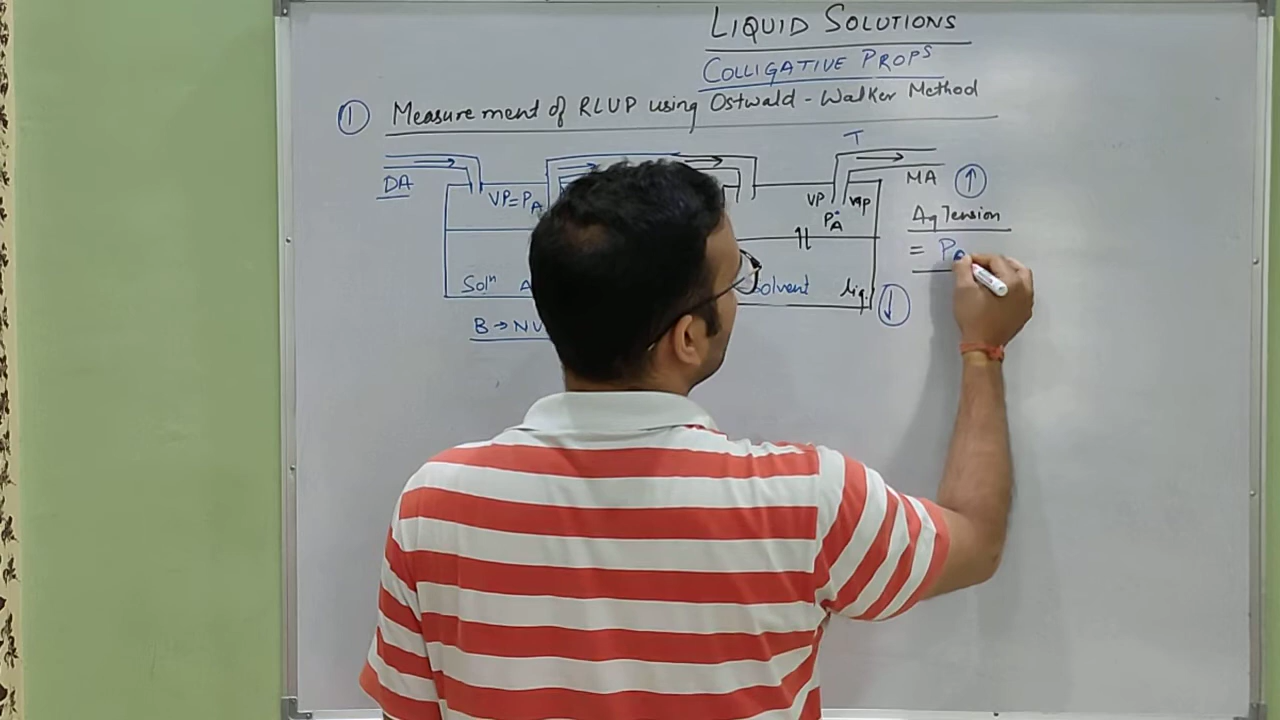 LIQUID SOLUTIONS
COLLIGATIVE PROPS
① Measurement of RLVP using Ostwald - Walker Method
T
DA
MA ↑
VP=PA
VP
vap
P°A
Aq Tension
= P
Solⁿ A
Solvent
liq.
↓
B → NV